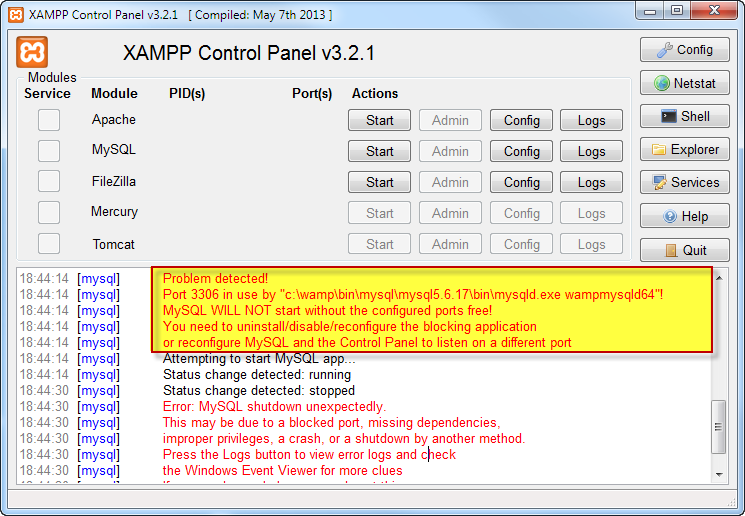 XAMPP Control Panel v3.2.1 [ Compiled: May 7th 2013 ]
XAMPP Control Panel v3.2.1
Config
Modules
Service Module PID(s) Port(s) Actions
Netstat
Apache Start Admin Config Logs
Shell
MySQL Start Admin Config Logs
Explorer
FileZilla Start Admin Config Logs
Services
Mercury Start Admin Config Logs
Help
Tomcat Start Admin Config Logs
Quit
18:44:14 [mysql] Problem detected!
18:44:14 [mysql] Port 3306 in use by "c:\wamp\bin\mysql\mysql5.6.17\bin\mysqld.exe wampmysqld64"!
18:44:14 [mysql] MySQL WILL NOT start without the configured ports free!
18:44:14 [mysql] You need to uninstall/disable/reconfigure the blocking application
18:44:14 [mysql] or reconfigure MySQL and the Control Panel to listen on a different port
18:44:14 [mysql] Attempting to start MySQL app...
18:44:14 [mysql] Status change detected: running
18:44:30 [mysql] Status change detected: stopped
18:44:30 [mysql] Error: MySQL shutdown unexpectedly.
18:44:30 [mysql] This may be due to a blocked port, missing dependencies,
18:44:30 [mysql] improper privileges, a crash, or a shutdown by another method.
18:44:30 [mysql] Press the Logs button to view error logs and check
18:44:30 [mysql] the Windows Event Viewer for more clues